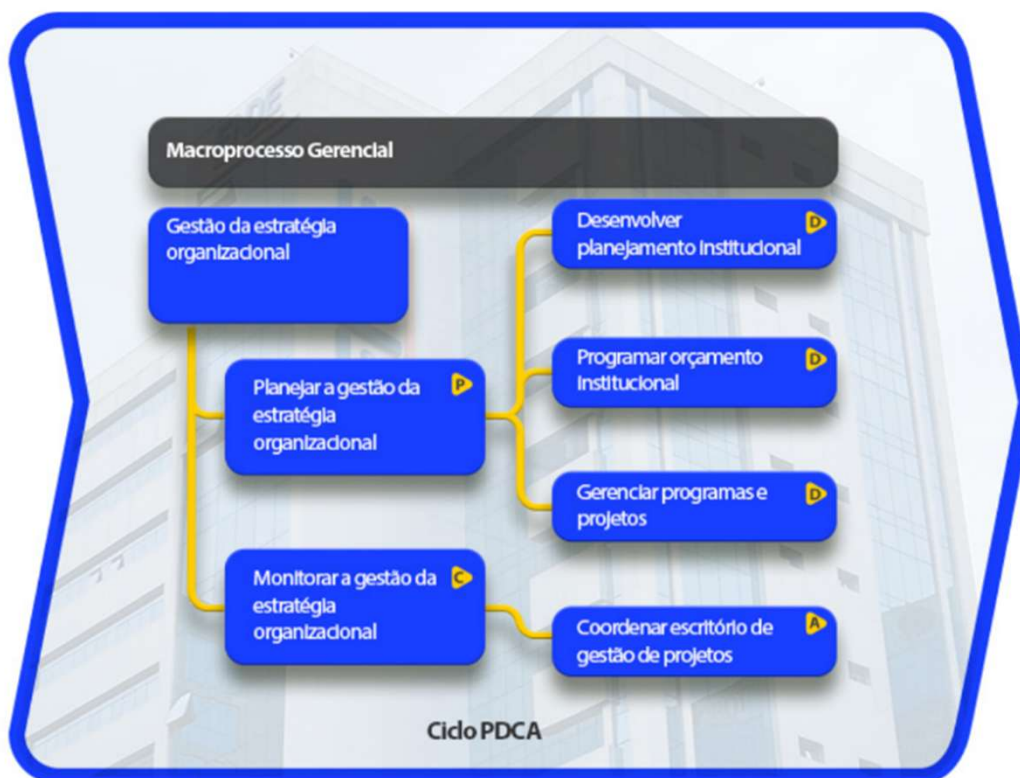 Macroprocesso Gerencial
Gestão da estratégia
organizacional
Planejar a gestão da
estratégia
organizacional
P
Desenvolver
planejamento institucional
D
Programar orçamento
institucional
D
Gerenciar programas e
projetos
D
Monitorar a gestão da
estratégia
organizacional
C
Coordenar escritório de
gestão de projetos
A
Ciclo PDCA